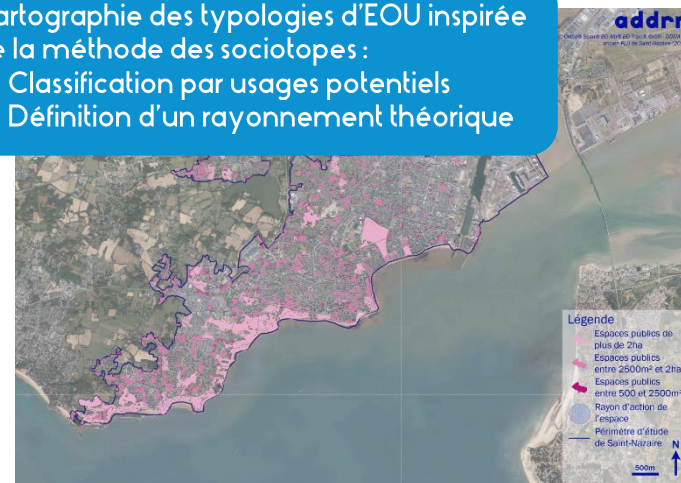 artographie des typologies d'EOU inspirée
e la méthode des sociotopes :
Classification par usages potentiels
Définition d'un rayonnement théorique
addrn
Légende
Espaces publics de
plus de 2ha
Espaces publics
entre 2500m² et 2ha
Espaces publics
entre 500 et 2500m²
Rayon d'action de
l'espace
Périmètre d'étude
de Saint-Nazaire
N
500m